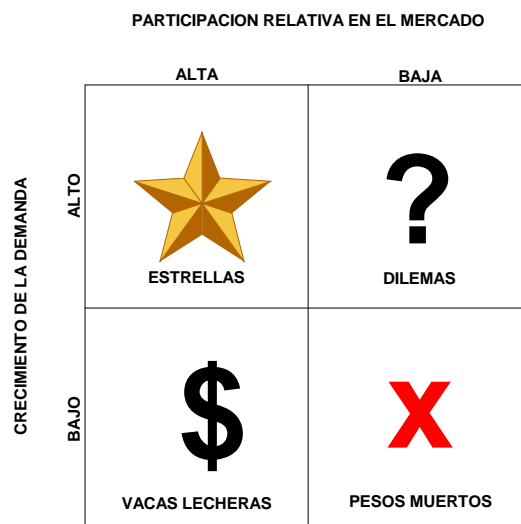 PARTICIPACION RELATIVA EN EL MERCADO
ALTA
BAJA
CRECIMIENTO DE LA DEMANDA
ALTO
?
ESTRELLAS
DILEMAS
BAJO
$
X
VACAS LECHERAS
PESOS MUERTOS